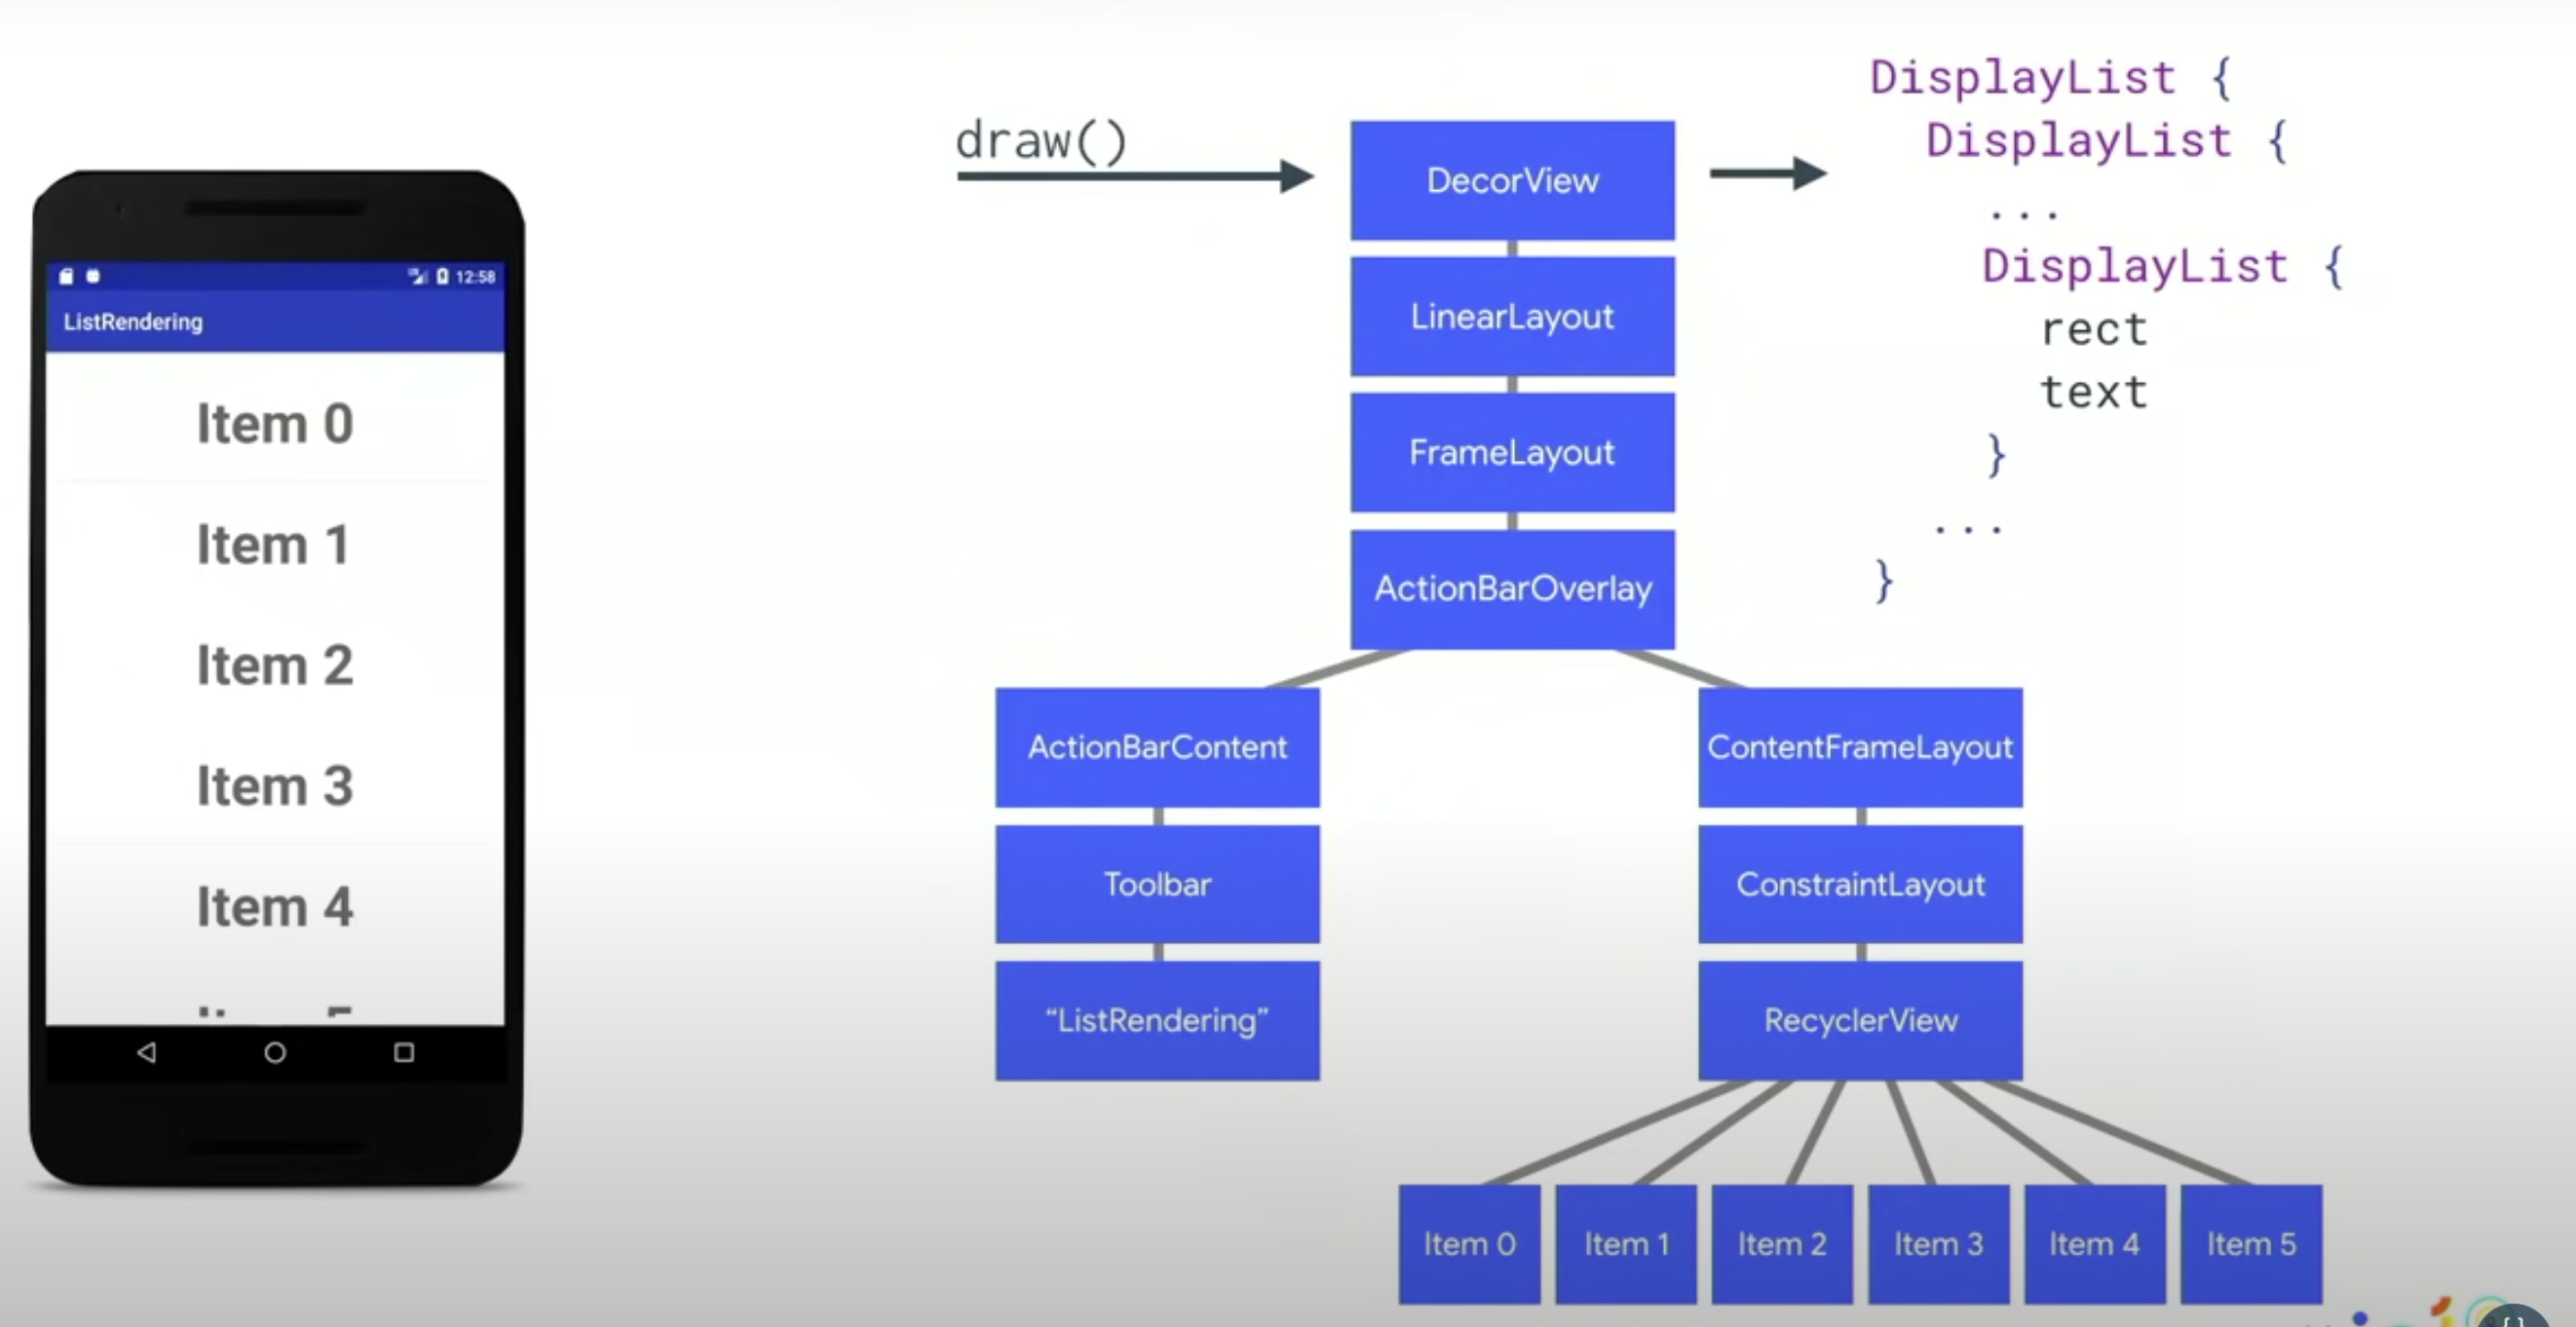 12:58
ListRendering
Item 0
Item 1
Item 2
Item 3
Item 4
draw()
DecorView
LinearLayout
FrameLayout
ActionBarOverlay
ActionBarContent
Toolbar
“ListRendering”
ContentFrameLayout
ConstraintLayout
RecyclerView
Item 0
Item 1
Item 2
Item 3
Item 4
Item 5
DisplayList {
DisplayList {
...
DisplayList {
rect
text
}
...
}